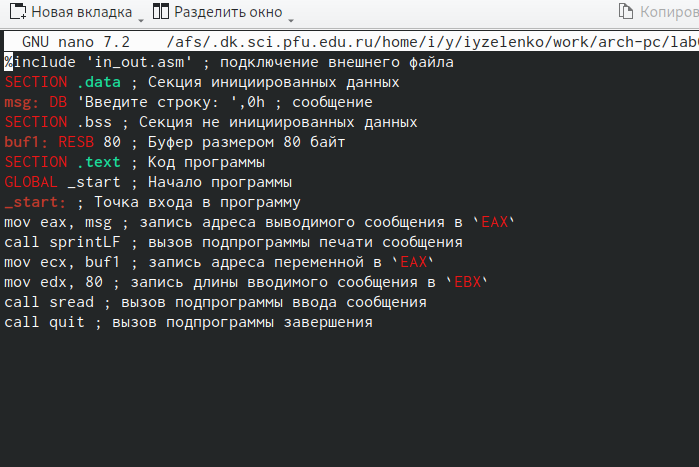 Новая вкладка Разделить окно Копиров
GNU nano 7.2 /afs/.dk.sci.pfu.edu.ru/home/i/y/iyzelenko/work/arch-pc/lab
%include 'in_out.asm' ; подключение внешнего файла
SECTION .data ; Секция инициированных данных
msg: DB 'Введите строку: ',0h ; сообщение
SECTION .bss ; Секция не инициированных данных
buf1: RESB 80 ; Буфер размером 80 байт
SECTION .text ; Код программы
GLOBAL _start ; Начало программы
_start: ; Точка входа в программу
mov eax, msg ; запись адреса выводимого сообщения в `EAX`
call sprintLF ; вызов подпрограммы печати сообщения
mov ecx, buf1 ; запись адреса переменной в `EAX`
mov edx, 80 ; запись длины вводимого сообщения в `EBX`
call sread ; вызов подпрограммы ввода сообщения
call quit ; вызов подпрограммы завершения